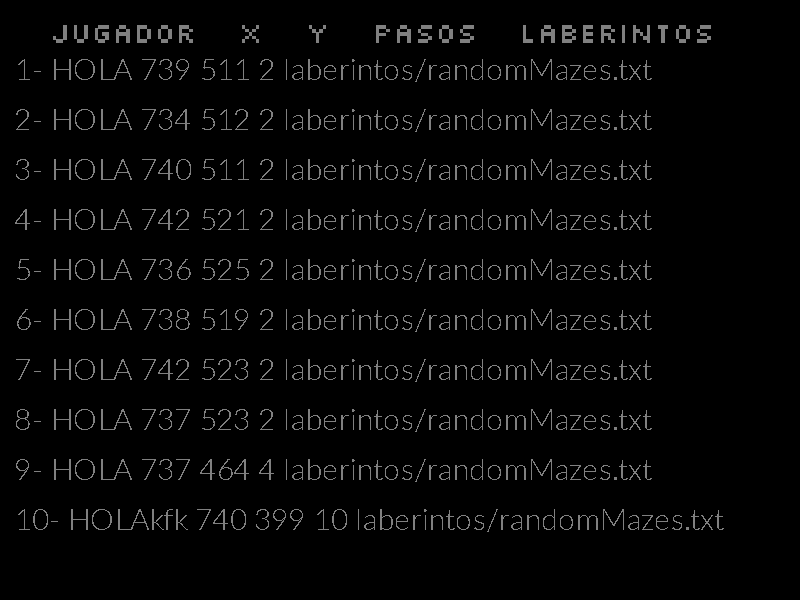 JUGADOR X Y PASOS LABERINTOS
1- HOLA 739 511 2 laberintos/randomMazes.txt
2- HOLA 734 512 2 laberintos/randomMazes.txt
3- HOLA 740 511 2 laberintos/randomMazes.txt
4- HOLA 742 521 2 laberintos/randomMazes.txt
5- HOLA 736 525 2 laberintos/randomMazes.txt
6- HOLA 738 519 2 laberintos/randomMazes.txt
7- HOLA 742 523 2 laberintos/randomMazes.txt
8- HOLA 737 523 2 laberintos/randomMazes.txt
9- HOLA 737 464 4 laberintos/randomMazes.txt
10- HOLAkfk 740 399 10 laberintos/randomMazes.txt